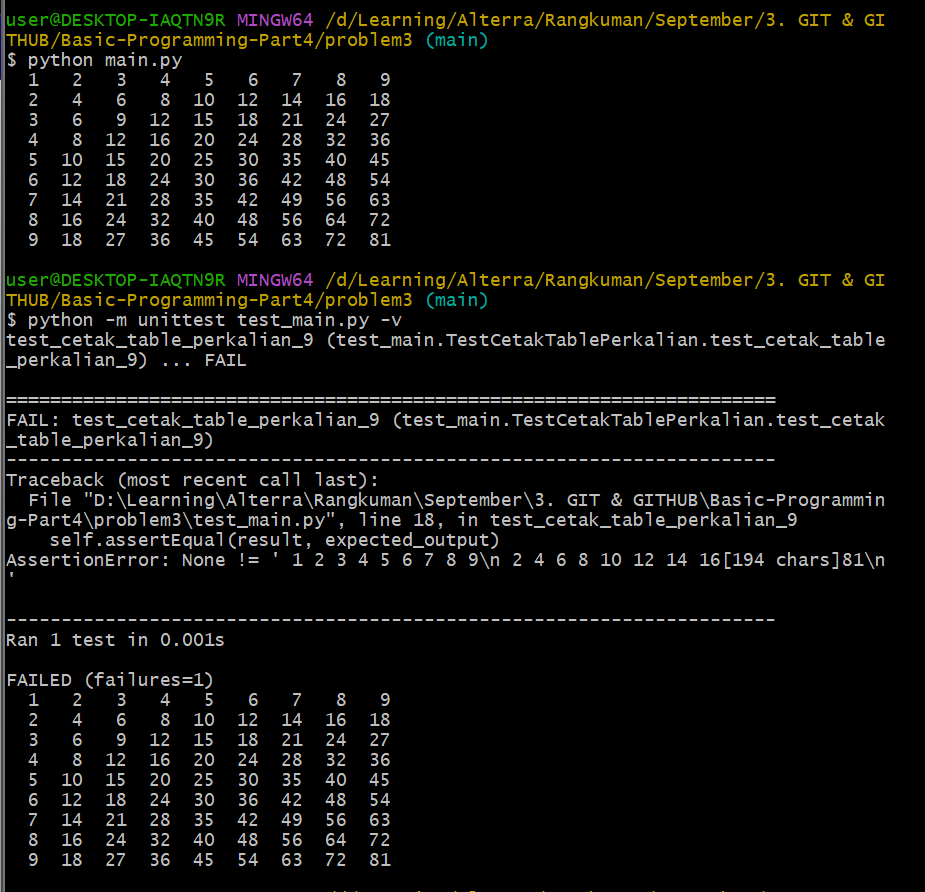 user@DESKTOP-IAQTN9R MINGW64 /d/Learning/Alterra/Rangkuman/September/3. GIT & GI
THUB/Basic-Programming-Part4/problem3 (main)
$ python main.py
  1   2   3   4   5   6   7   8   9
  2   4   6   8  10  12  14  16  18
  3   6   9  12  15  18  21  24  27
  4   8  12  16  20  24  28  32  36
  5  10  15  20  25  30  35  40  45
  6  12  18  24  30  36  42  48  54
  7  14  21  28  35  42  49  56  63
  8  16  24  32  40  48  56  64  72
  9  18  27  36  45  54  63  72  81

user@DESKTOP-IAQTN9R MINGW64 /d/Learning/Alterra/Rangkuman/September/3. GIT & GI
THUB/Basic-Programming-Part4/problem3 (main)
$ python -m unittest test_main.py -v
test_cetak_table_perkalian_9 (test_main.TestCetakTablePerkalian.test_cetak_table
_perkalian_9) ... FAIL

======================================================================
FAIL: test_cetak_table_perkalian_9 (test_main.TestCetakTablePerkalian.test_cetak
_table_perkalian_9)
----------------------------------------------------------------------
Traceback (most recent call last):
  File "D:\Learning\Alterra\Rangkuman\September\3. GIT & GITHUB\Basic-Programmin
g-Part4\problem3\test_main.py", line 18, in test_cetak_table_perkalian_9
    self.assertEqual(result, expected_output)
AssertionError: None != ' 1 2 3 4 5 6 7 8 9\n 2 4 6 8 10 12 14 16[194 chars]81\n
'

----------------------------------------------------------------------
Ran 1 test in 0.001s

FAILED (failures=1)
  1   2   3   4   5   6   7   8   9
  2   4   6   8  10  12  14  16  18
  3   6   9  12  15  18  21  24  27
  4   8  12  16  20  24  28  32  36
  5  10  15  20  25  30  35  40  45
  6  12  18  24  30  36  42  48  54
  7  14  21  28  35  42  49  56  63
  8  16  24  32  40  48  56  64  72
  9  18  27  36  45  54  63  72  81